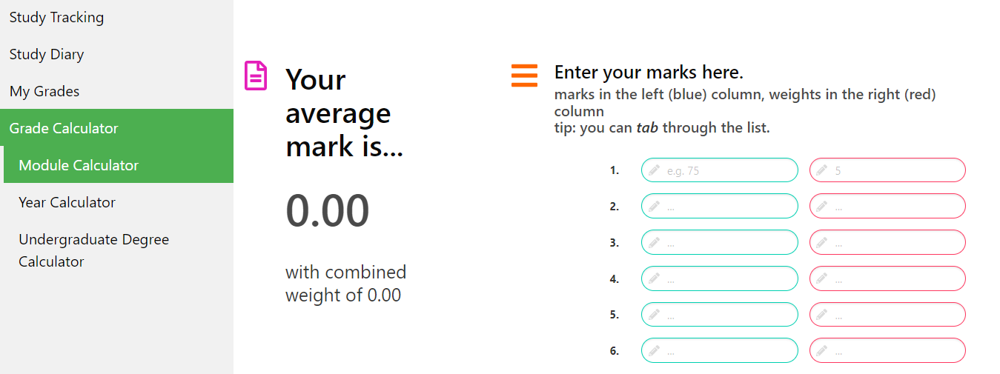 Study Tracking
Study Diary
My Grades
Grade Calculator
Module Calculator
Year Calculator
Undergraduate Degree
Calculator
Your
average
mark is...
0.00
with combined
weight of 0.00
Enter your marks here.
marks in the left (blue) column, weights in the right (red)
column
tip: you can tab through the list.
1. e.g. 75 5
2. ... ...
3. ... ...
4. ... ...
5. ... ...
6. ... ...